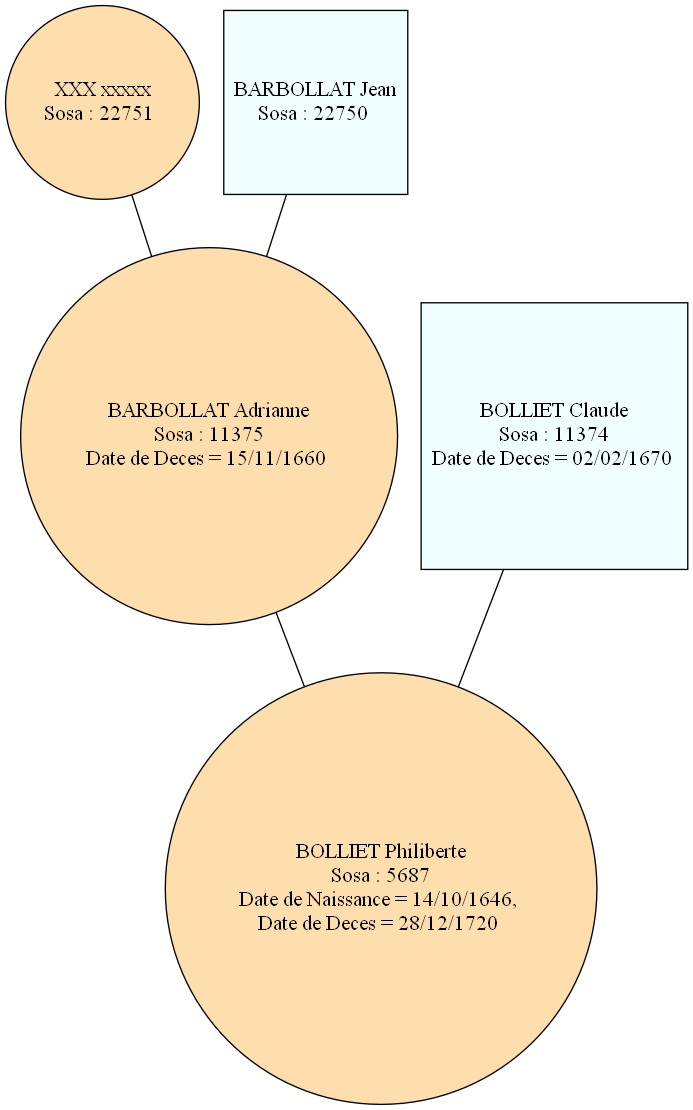 XXX xxxxx
Sosa : 22751
BARBOLLAT Jean
Sosa : 22750
BARBOLLAT Adrianne
Sosa : 11375
Date de Deces = 15/11/1660
BOLLIET Claude
Sosa : 11374
Date de Deces = 02/02/1670
BOLLIET Philiberte
Sosa : 5687
Date de Naissance = 14/10/1646,
Date de Deces = 28/12/1720